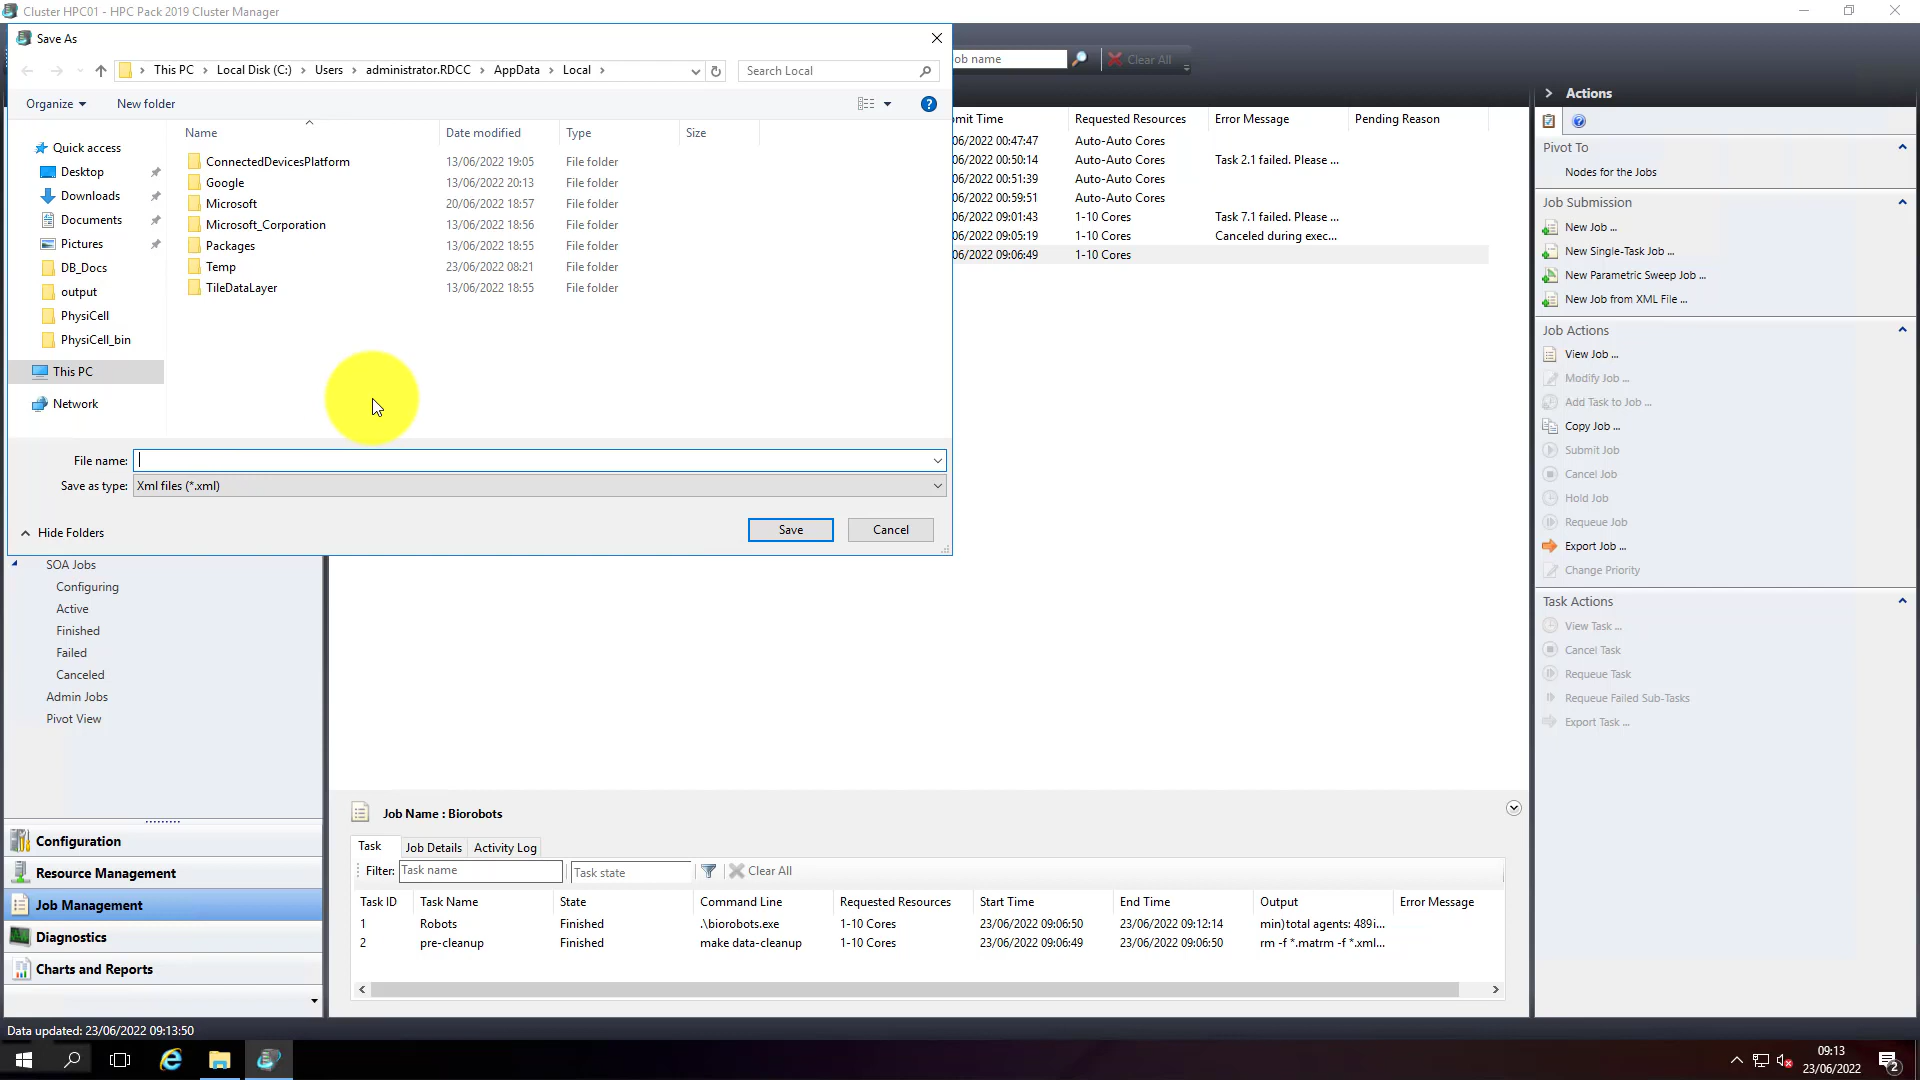 Cluster HPC01 - HPC Pack 2019 Cluster Manager
Save As
This PC > Local Disk (C:) > Users > administrator.RDCC > AppData > Local >
Search Local
ob name
Clear All
Organize
New folder
Name
Date modified
Type
Size
Quick access
Desktop
Downloads
Documents
Pictures
DB_Docs
output
PhysiCell
PhysiCell_bin
This PC
Network
ConnectedDevicesPlatform 13/06/2022 19:05 File folder
Google 13/06/2022 20:13 File folder
Microsoft 20/06/2022 18:57 File folder
Microsoft_Corporation 13/06/2022 18:56 File folder
Packages 13/06/2022 18:55 File folder
Temp 23/06/2022 08:21 File folder
TileDataLayer 13/06/2022 18:55 File folder
File name:
Save as type: Xml files (*.xml)
Hide Folders
Save
Cancel
mit Time Requested Resources Error Message Pending Reason
06/2022 00:47:47 Auto-Auto Cores
06/2022 00:50:14 Auto-Auto Cores Task 2.1 failed. Please ...
06/2022 00:51:39 Auto-Auto Cores
06/2022 00:59:51 Auto-Auto Cores
06/2022 09:01:43 1-10 Cores Task 7.1 failed. Please ...
06/2022 09:05:19 1-10 Cores Canceled during exec...
06/2022 09:06:49 1-10 Cores
Actions
Pivot To
Nodes for the Jobs
Job Submission
New Job ...
New Single-Task Job ...
New Parametric Sweep Job ...
New Job from XML File ...
Job Actions
View Job ...
Modify Job ...
Add Task to Job ...
Copy Job ...
Submit Job
Cancel Job
Hold Job
Requeue Job
Export Job ...
Change Priority
Task Actions
View Task ...
Cancel Task
Requeue Task
Requeue Failed Sub-Tasks
Export Task ...
SOA Jobs
Configuring
Active
Finished
Failed
Canceled
Admin Jobs
Pivot View
Configuration
Resource Management
Job Management
Diagnostics
Charts and Reports
Job Name : Biorobots
Task
Job Details
Activity Log
Filter: Task name Task state Clear All
Task ID Task Name State Command Line Requested Resources Start Time End Time Output Error Message
1 Robots Finished .\biorobots.exe 1-10 Cores 23/06/2022 09:06:50 23/06/2022 09:12:14 min)total agents: 489i...
2 pre-cleanup Finished make data-cleanup 1-10 Cores 23/06/2022 09:06:49 23/06/2022 09:06:50 rm -f *.matrm -f *.xml...
Data updated: 23/06/2022 09:13:50
09:13
23/06/2022
2